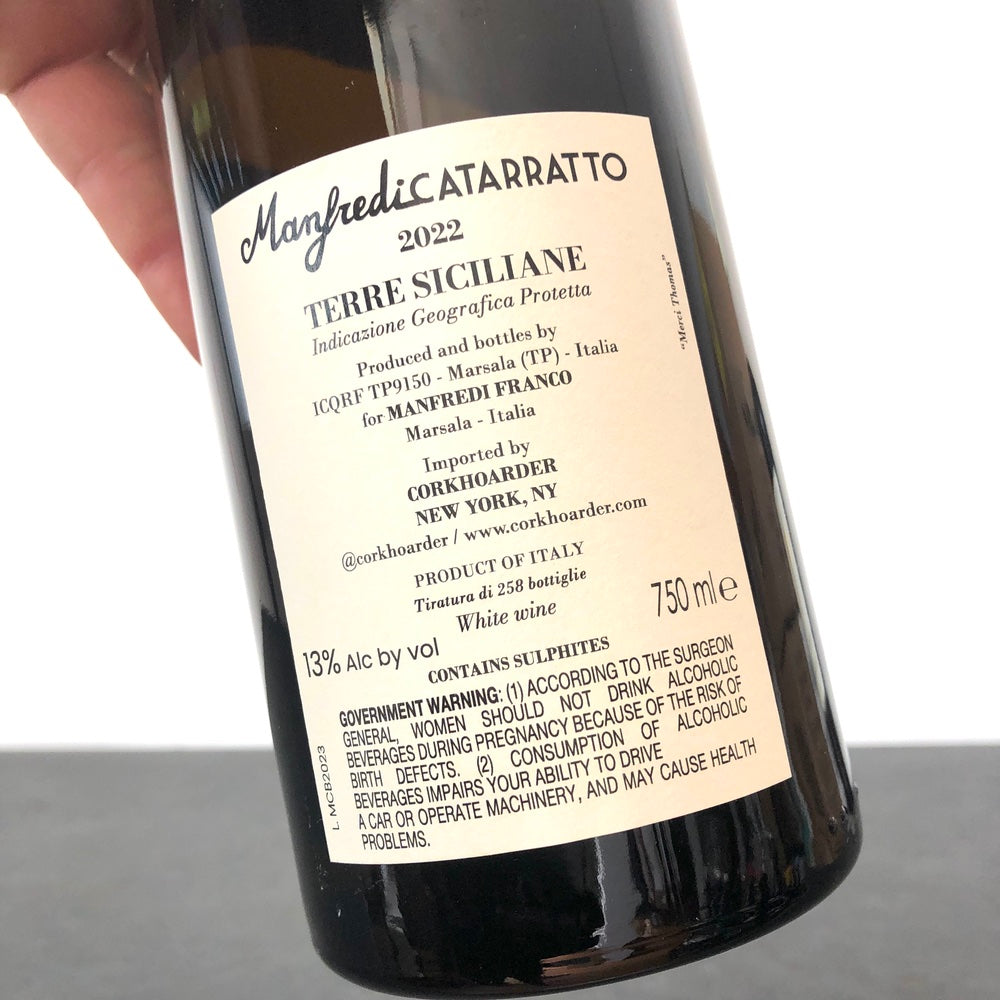 Manfredi CATARRATTO
2022
TERRE SICILIANE
Indicazione Geografica Protetta
Produced and bottles by
ICQRF TP9150 - Marsala (TP) - Italia
for MANFREDI FRANCO
Marsala - Italia
Imported by
CORKHOARDER
NEW YORK, NY
@corkhoarder / www.corkhoarder.com
PRODUCT OF ITALY
Tiratura di 258 bottiglie
White wine
750 ml e
13% Alc by vol
CONTAINS SULPHITES
GOVERNMENT WARNING: (1) ACCORDING TO THE SURGEON
GENERAL, WOMEN SHOULD NOT DRINK ALCOHOLIC
BEVERAGES DURING PREGNANCY BECAUSE OF THE RISK OF
BIRTH DEFECTS. (2) CONSUMPTION OF ALCOHOLIC
BEVERAGES IMPAIRS YOUR ABILITY TO DRIVE
A CAR OR OPERATE MACHINERY, AND MAY CAUSE HEALTH
PROBLEMS.
L. MCB2023
"Merci Thomas"